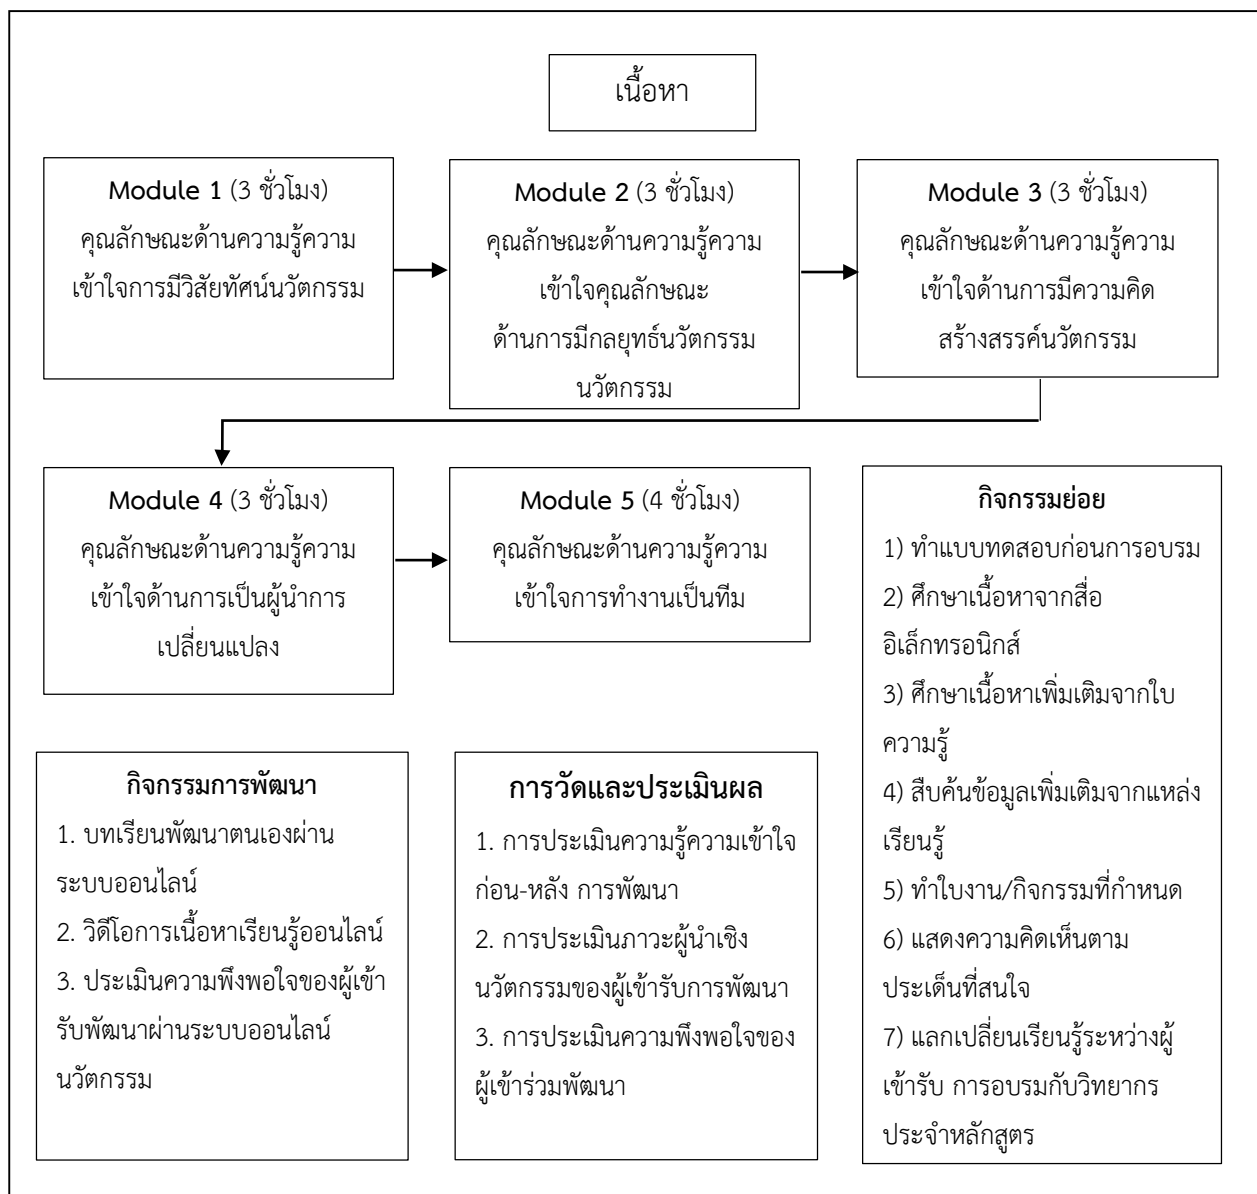 เนื้อหา
Module 1 (3 ชั่วโมง)
คุณลักษณะด้านความรู้ความ
เข้าใจการมีวิสัยทัศน์นวัตกรรม
Module 2 (3 ชั่วโมง)
คุณลักษณะด้านความรู้ความ
เข้าใจคุณลักษณะ
ด้านการมีกลยุทธ์นวัตกรรม
นวัตกรรม
Module 3 (3 ชั่วโมง)
คุณลักษณะด้านความรู้ความ
เข้าใจด้านการมีความคิด
สร้างสรรค์นวัตกรรม
Module 4 (3 ชั่วโมง)
คุณลักษณะด้านความรู้ความ
เข้าใจด้านการเป็นผู้นำการ
เปลี่ยนแปลง
Module 5 (4 ชั่วโมง)
คุณลักษณะด้านความรู้ความ
เข้าใจการทำงานเป็นทีม
กิจกรรมย่อย
1) ทำแบบทดสอบก่อนการอบรม
2) ศึกษาเนื้อหาจากสื่อ
อิเล็กทรอนิกส์
3) ศึกษาเนื้อหาเพิ่มเติมจากใบ
ความรู้
4) สืบค้นข้อมูลเพิ่มเติมจากแหล่ง
เรียนรู้
5) ทำใบงาน/กิจกรรมที่กำหนด
6) แสดงความคิดเห็นตาม
ประเด็นที่สนใจ
7) แลกเปลี่ยนเรียนรู้ระหว่างผู้
เข้ารับ การอบรมกับวิทยากร
ประจำหลักสูตร
กิจกรรมการพัฒนา
1. บทเรียนพัฒนาตนเองผ่าน
ระบบออนไลน์
2. วิดีโอการเนื้อหาเรียนรู้ออนไลน์
3. ประเมินความพึงพอใจของผู้เข้า
รับพัฒนาผ่านระบบออนไลน์
นวัตกรรม
การวัดและประเมินผล
1. การประเมินความรู้ความเข้าใจ
ก่อน-หลัง การพัฒนา
2. การประเมินภาวะผู้นำเชิง
นวัตกรรมของผู้เข้ารับการพัฒนา
3. การประเมินความพึงพอใจของ
ผู้เข้าร่วมพัฒนา